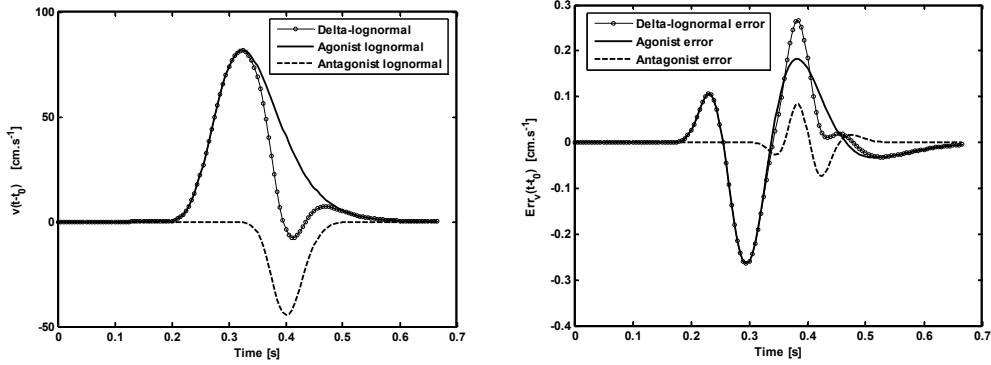 100
50
0
-50
0
0.1
0.2
0.3
0.4
0.5
0.6
0.7
v(t-t0) [cm.s-1]
Time [s]
Delta-lognormal
Agonist lognormal
Antagonist lognormal
0.3
0.2
0.1
0
-0.1
-0.2
-0.3
-0.4
0
0.1
0.2
0.3
0.4
0.5
0.6
0.7
Errv(t-t0) [cm.s-1]
Time [s]
Delta-lognormal error
Agonist error
Antagonist error